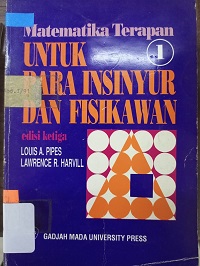 Matematika Terapan
UNTUK 1
PARA INSINYUR
DAN FISIKAWAN
edisi ketiga
LOUIS A. PIPES
LAWRENCE R. HARVILL
GADJAH MADA UNIVERSITY PRESS